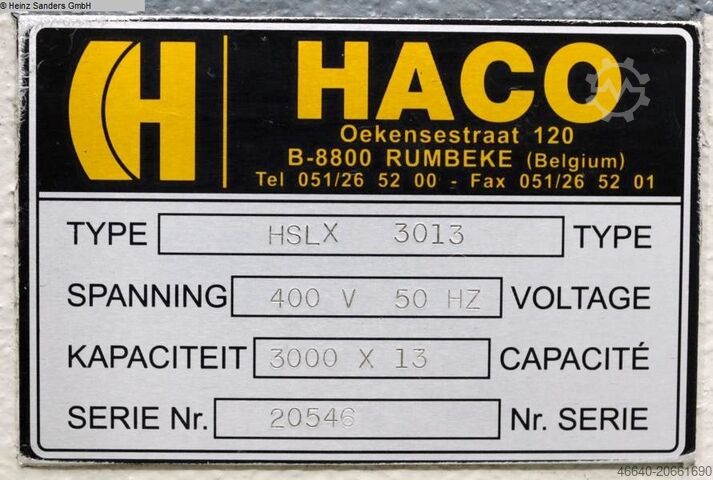 © Heinz Sanders GmbH
HACO
Oekensestraat 120
B-8800 RUMBEKE (Belgium)
Tel 051/26 52 00 - Fax 051/26 52 01
TYPE HSLX 3013 TYPE
SPANNING 400 V 50 HZ VOLTAGE
KAPACITEIT 3000 X 13 CAPACITÉ
SERIE Nr. 20546 Nr. SERIE
46640-20661690